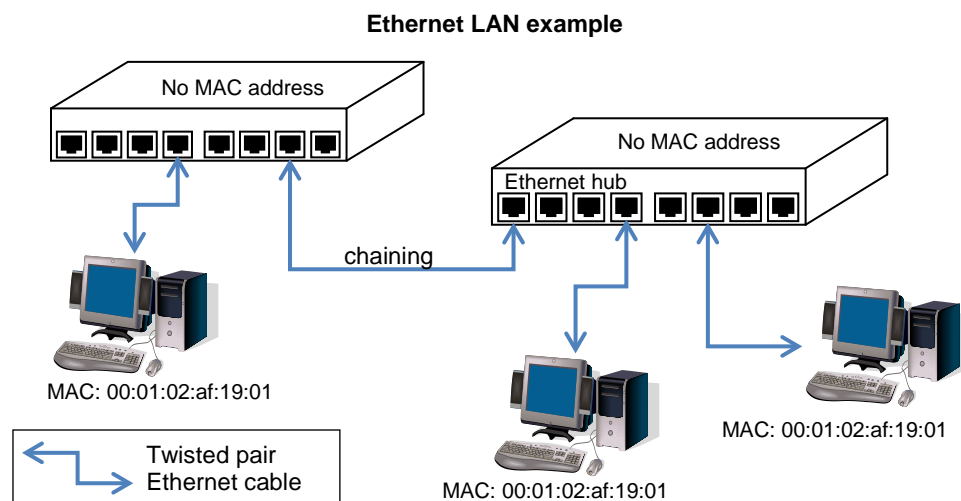 Ethernet LAN example
No MAC address
No MAC address
Ethernet hub
chaining
MAC: 00:01:02:af:19:01
MAC: 00:01:02:af:19:01
MAC: 00:01:02:af:19:01
Twisted pair
Ethernet cable